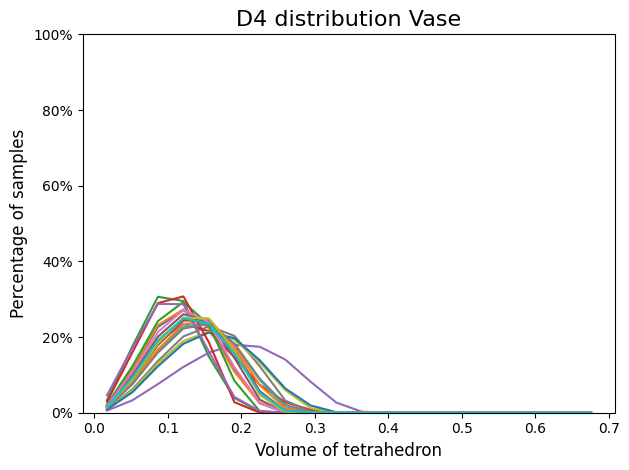 D4 distribution Vase
100%
80%
60%
40%
20%
0%
Percentage of samples
0.0 0.1 0.2 0.3 0.4 0.5 0.6 0.7
Volume of tetrahedron